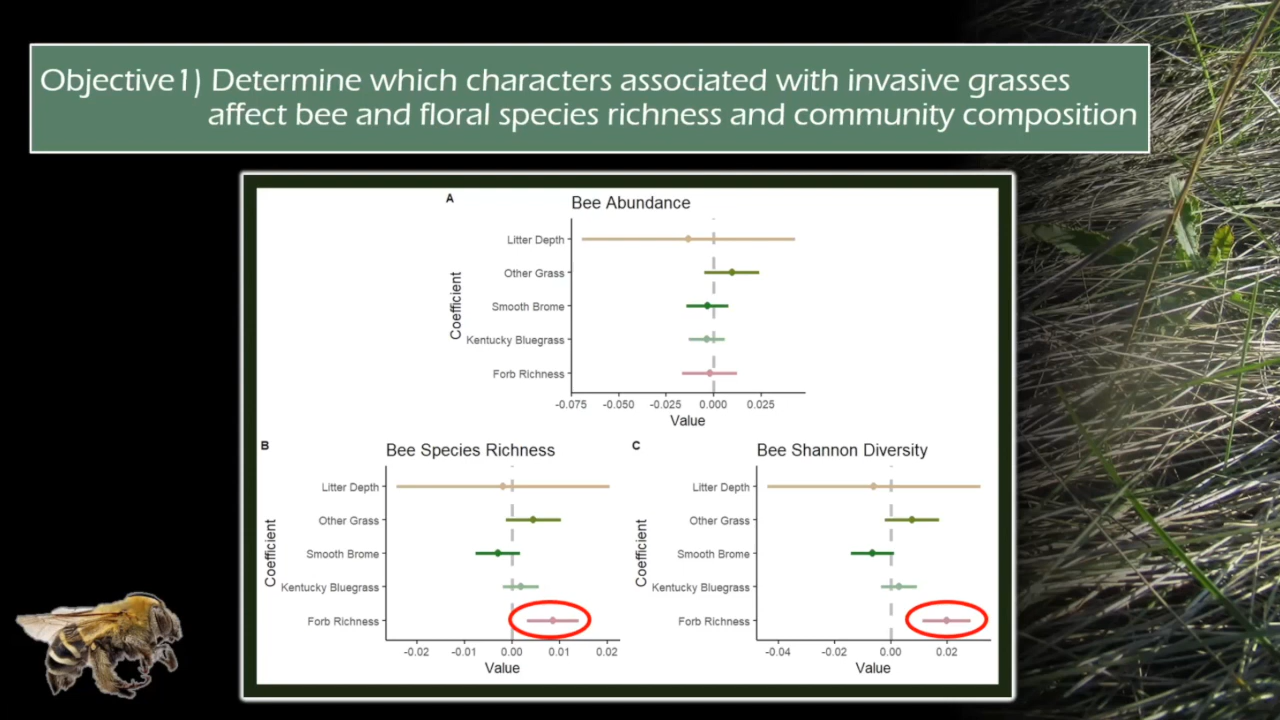 Objective1) Determine which characters associated with invasive grasses
affect bee and floral species richness and community composition
A
Bee Abundance
Coefficient
Litter Depth
Other Grass
Smooth Brome
Kentucky Bluegrass
Forb Richness
-0.075 -0.050 -0.025 0.000 0.025
Value
B
Bee Species Richness
Coefficient
Litter Depth
Other Grass
Smooth Brome
Kentucky Bluegrass
Forb Richness
-0.02 -0.01 0.00 0.01 0.02
Value
C
Bee Shannon Diversity
Coefficient
Litter Depth
Other Grass
Smooth Brome
Kentucky Bluegrass
Forb Richness
-0.04 -0.02 0.00 0.02
Value